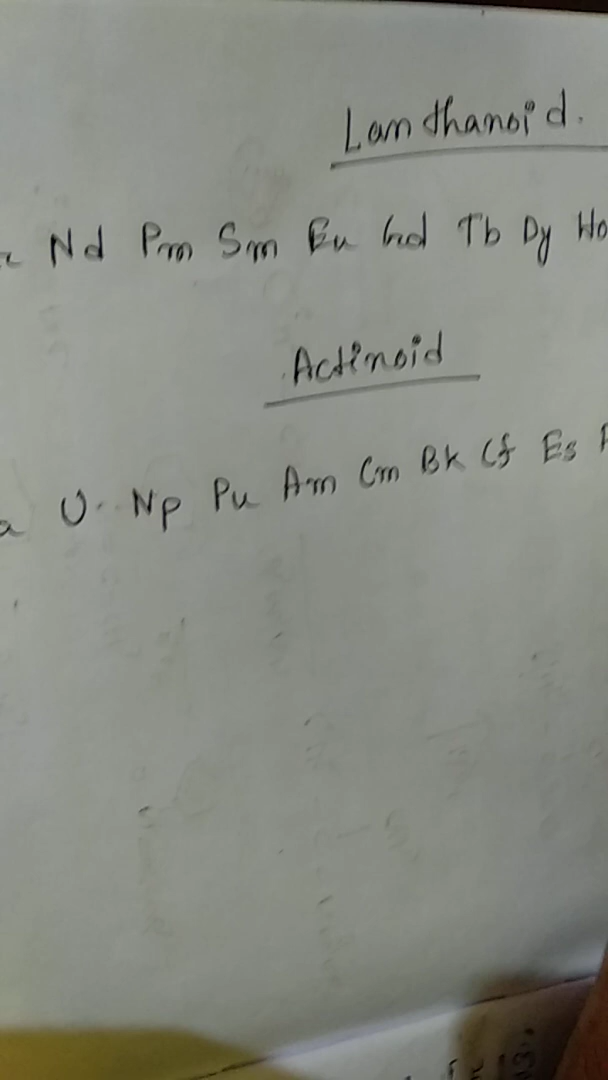 Lanthanoid.
Nd Pm Sm Eu Gd Tb Dy Ho
Actinoid
U Np Pu Am Cm Bk Cf Es